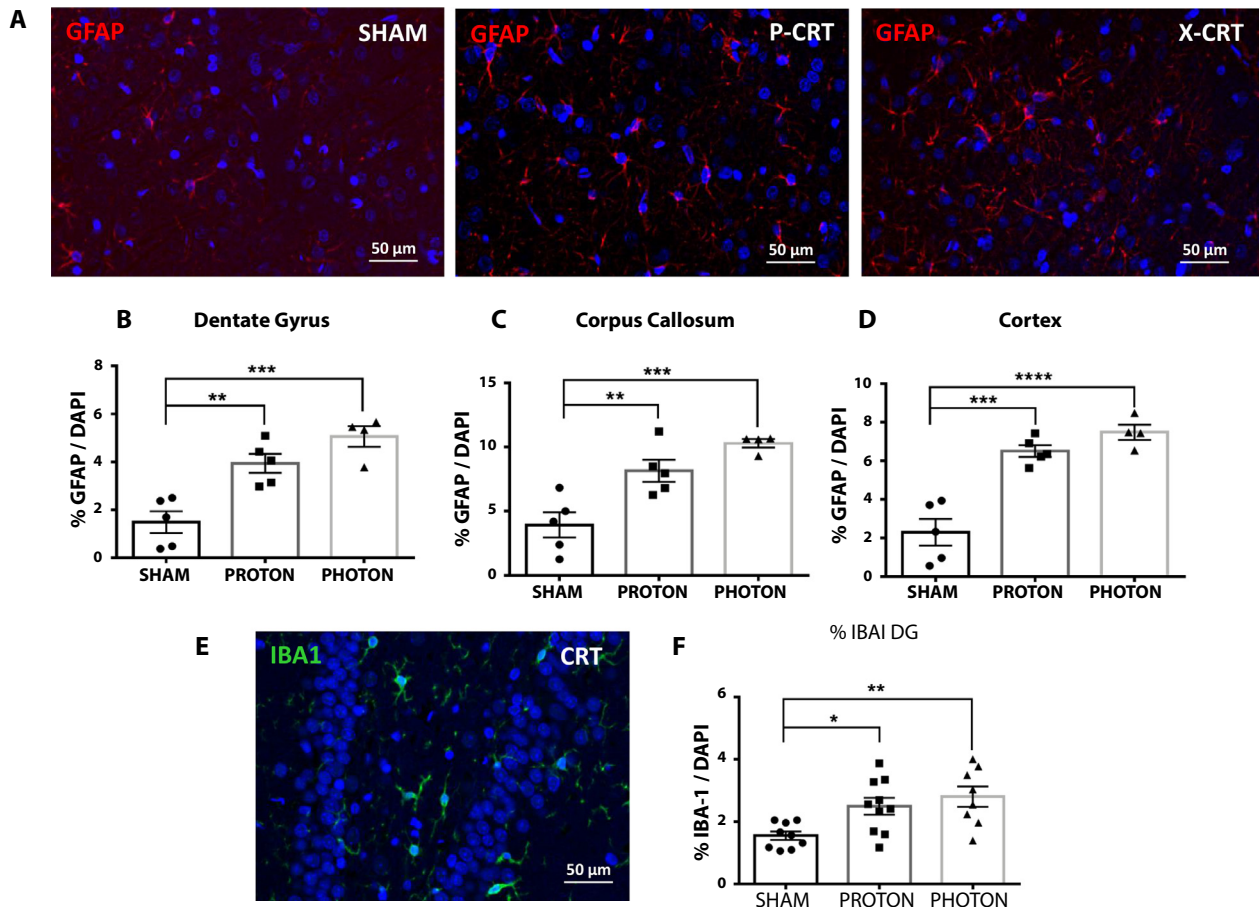 A
GFAP SHAM
50 µm
GFAP P-CRT
50 µm
GFAP X-CRT
50 µm
B Dentate Gyrus
% GFAP / DAPI
8
6
4
2
0
***
**
SHAM PROTON PHOTON
C Corpus Callosum
% GFAP / DAPI
15
10
5
0
***
**
SHAM PROTON PHOTON
D Cortex
% GFAP / DAPI
10
8
6
4
2
0
****
***
SHAM PROTON PHOTON
E
IBA1 CRT
50 µm
% IBAI DG
F
% IBA-1 / DAPI
6
4
2
0
**
*
SHAM PROTON PHOTON